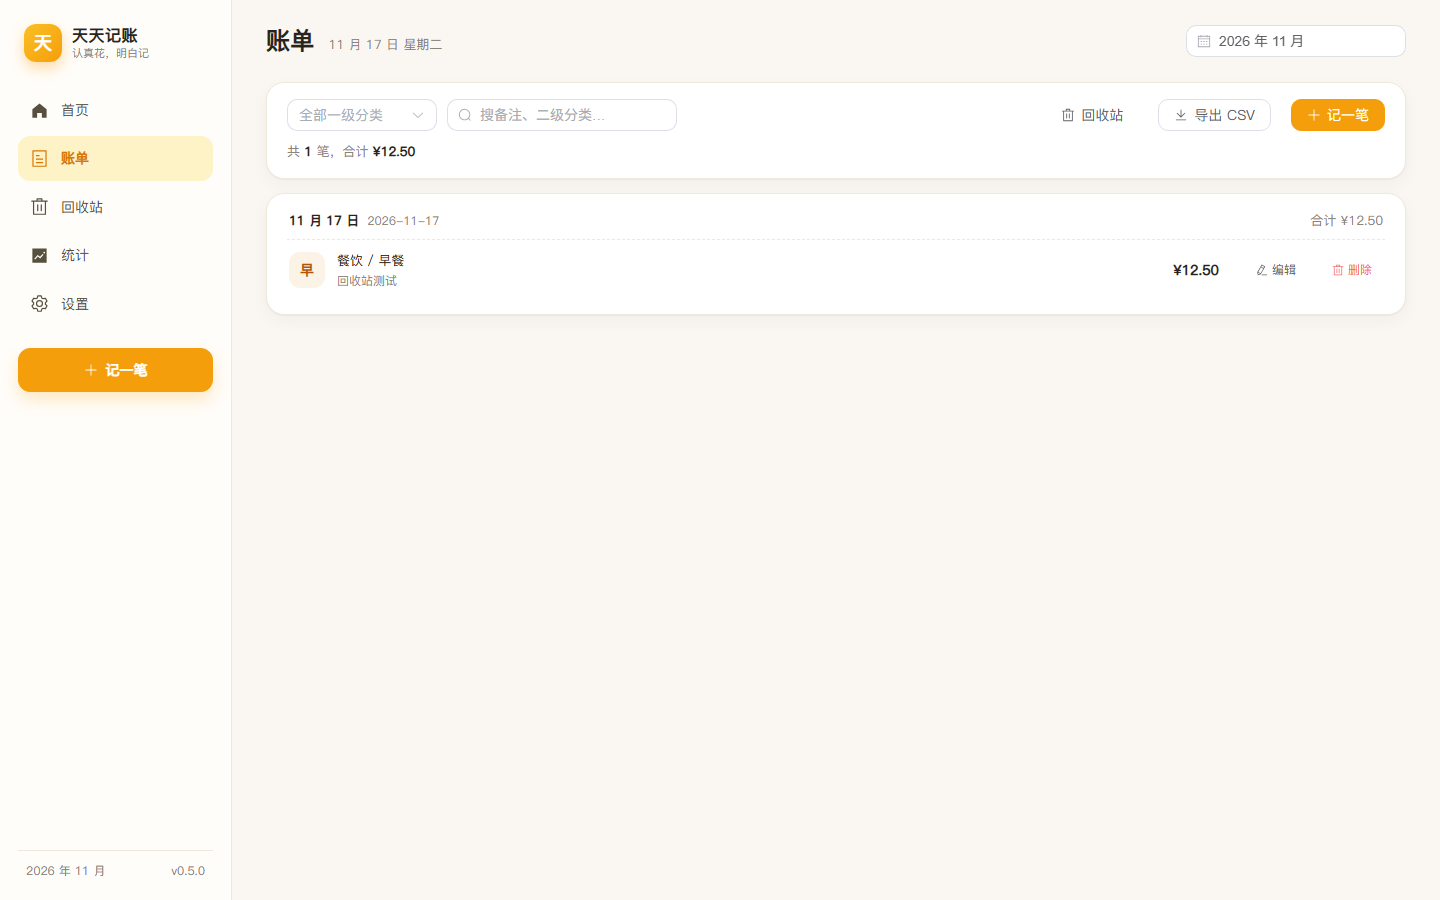 天
天天记账
认真花，明白记
首页
账单
回收站
统计
设置
记一笔
2026 年 11 月
v0.5.0
账单
11 月 17 日 星期二
2026 年 11 月
全部一级分类
搜备注、二级分类...
回收站
导出 CSV
记一笔
共 1 笔，合计 ¥12.50
11 月 17 日 2026-11-17
合计 ¥12.50
早
餐饮 / 早餐
回收站测试
¥12.50
编辑
删除